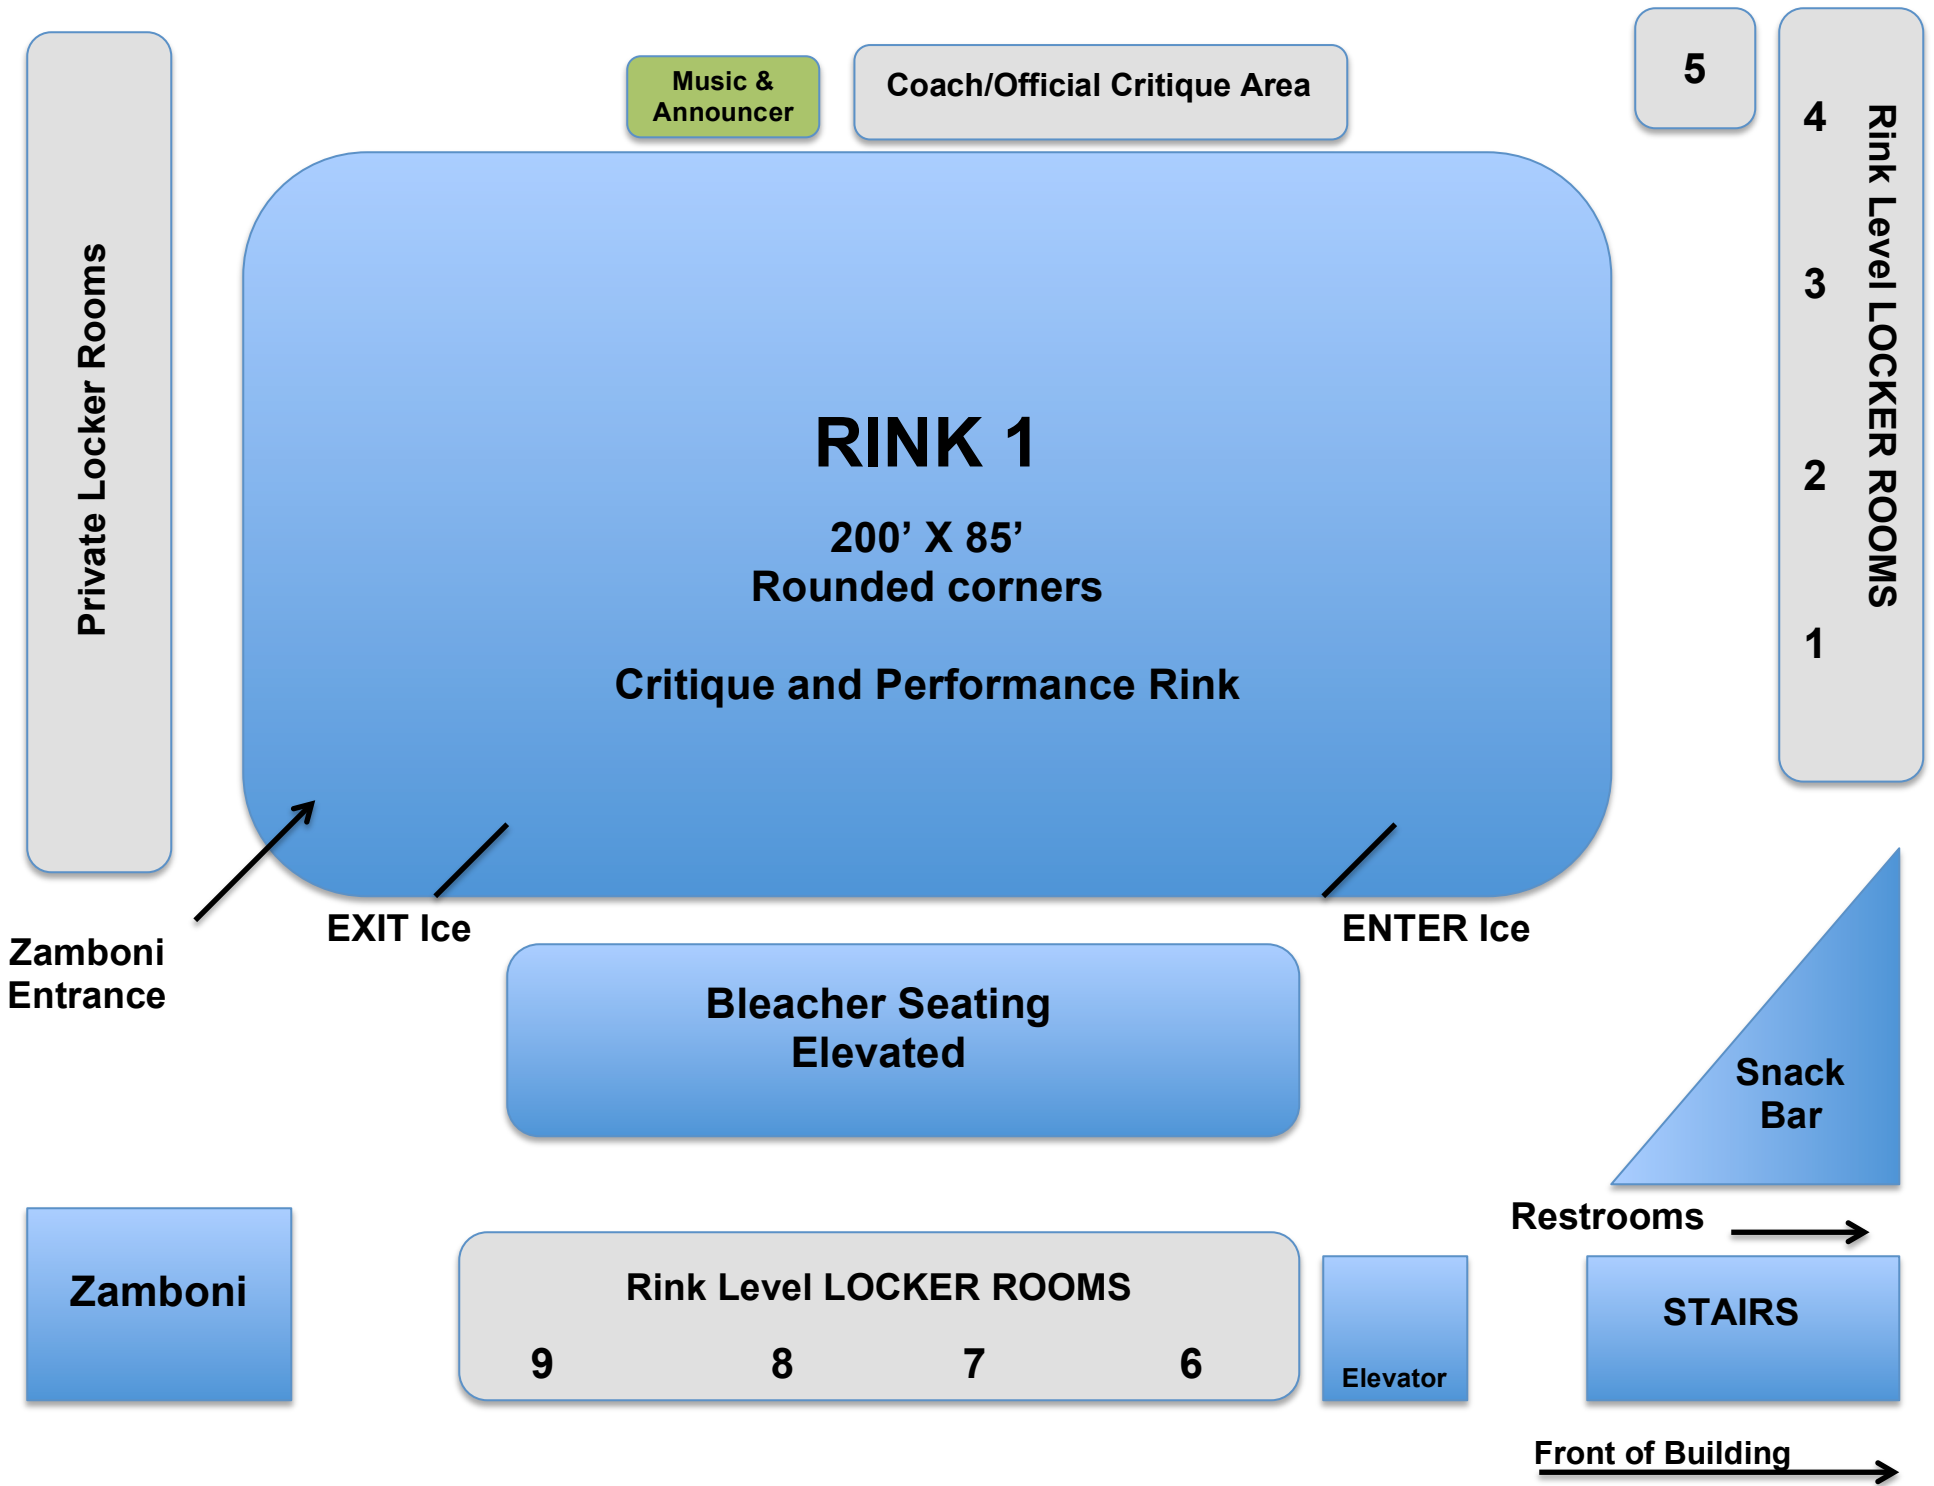 Music &
Announcer
Coach/Official Critique Area
5
4
3
2
1
Rink Level LOCKER ROOMS
Private Locker Rooms
RINK 1
200’ X 85’
Rounded corners
Critique and Performance Rink
EXIT Ice
ENTER Ice
Zamboni
Entrance
Bleacher Seating
Elevated
Snack
Bar
Restrooms
Zamboni
Rink Level LOCKER ROOMS
9 8 7 6
Elevator
STAIRS
Front of Building